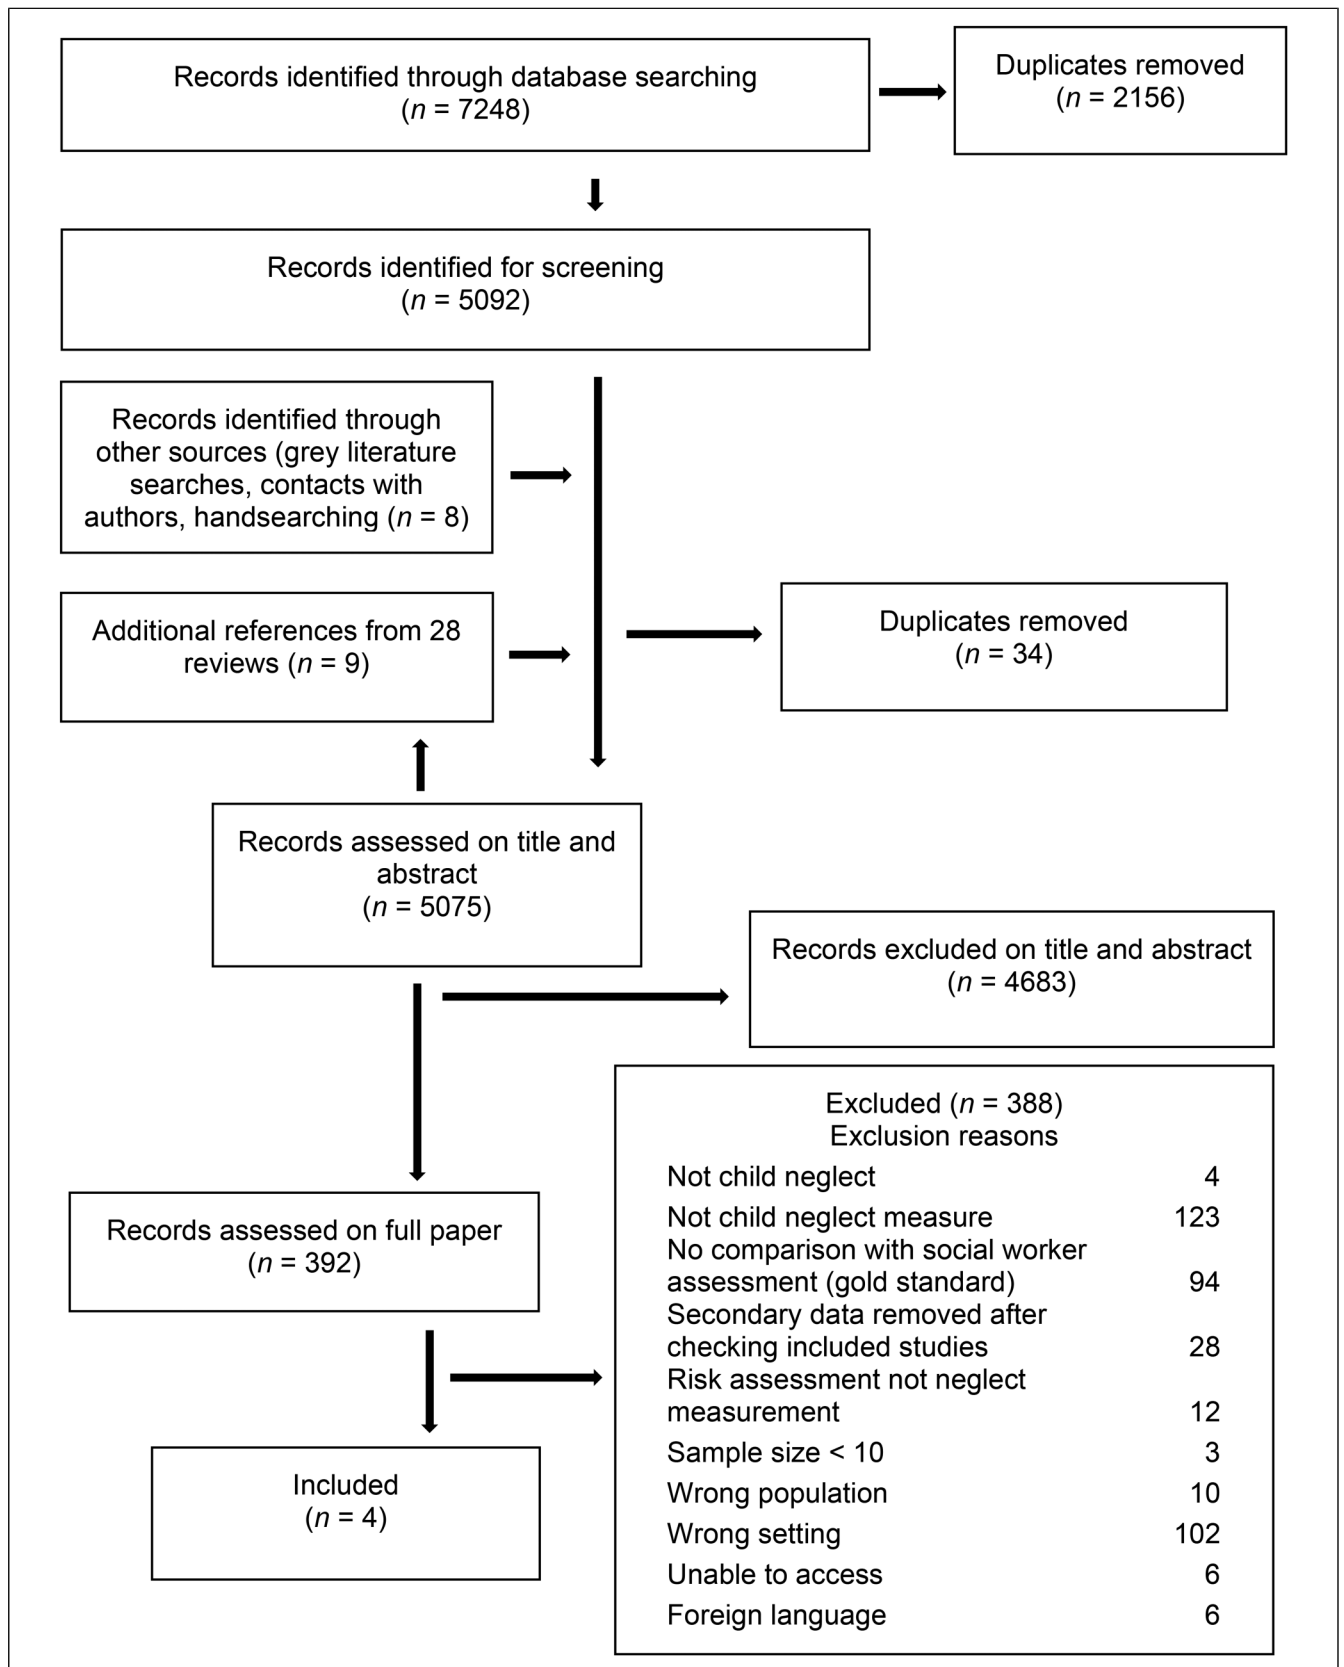 Records identified through database searching
(n = 7248)
Duplicates removed
(n = 2156)
Records identified for screening
(n = 5092)
Records identified through
other sources (grey literature
searches, contacts with
authors, handsearching (n = 8)
Additional references from 28
reviews (n = 9)
Duplicates removed
(n = 34)
Records assessed on title and
abstract
(n = 5075)
Records excluded on title and abstract
(n = 4683)
Records assessed on full paper
(n = 392)
Excluded (n = 388)
Exclusion reasons
Not child neglect 4
Not child neglect measure 123
No comparison with social worker
assessment (gold standard) 94
Secondary data removed after
checking included studies 28
Risk assessment not neglect
measurement 12
Sample size < 10 3
Wrong population 10
Wrong setting 102
Unable to access 6
Foreign language 6
Included
(n = 4)